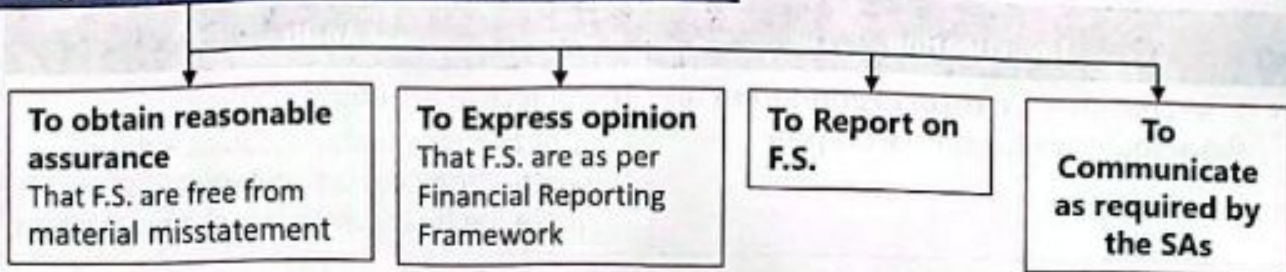 To obtain reasonable
assurance
That F.S. are free from
material misstatement
To Express opinion
That F.S. are as per
Financial Reporting
Framework
To Report on
F.S.
To
Communicate
as required by
the SAs